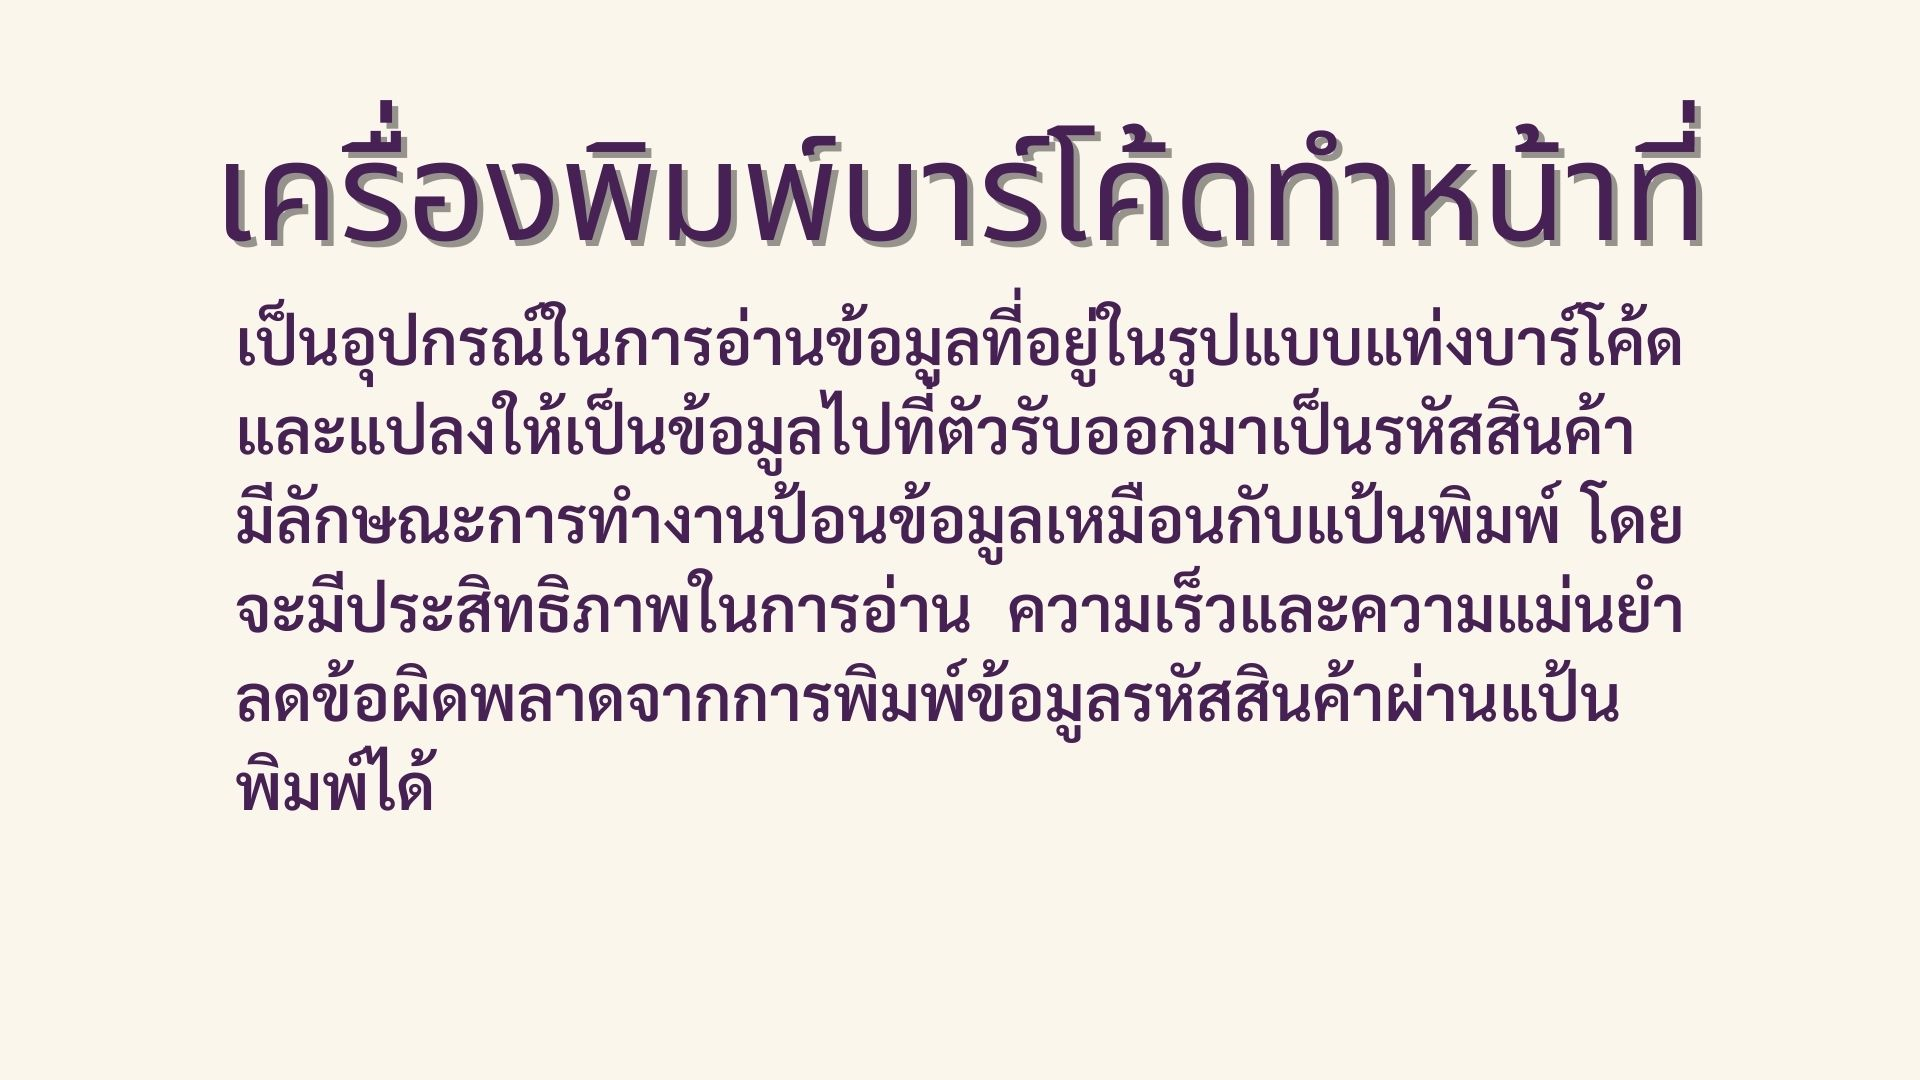 เครื่องพิมพ์บาร์โค้ดทำหน้าที่
เป็นอุปกรณ์ในการอ่านข้อมูลที่อยู่ในรูปแบบแท่งบาร์โค้ด
และแปลงให้เป็นข้อมูลไปที่ตัวรับออกมาเป็นรหัสสินค้า
มีลักษณะการทำงานป้อนข้อมูลเหมือนกับแป้นพิมพ์ โดย
จะมีประสิทธิภาพในการอ่าน  ความเร็วและความแม่นยำ
ลดข้อผิดพลาดจากการพิมพ์ข้อมูลรหัสสินค้าผ่านแป้น
พิมพ์ได้